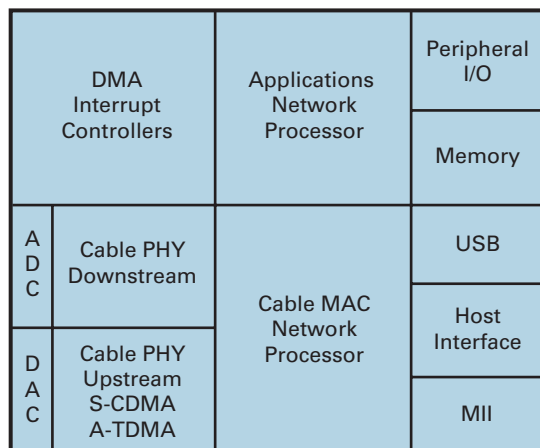 DMA
Interrupt
Controllers
Applications
Network
Processor
Peripheral
I/O
Memory
A
D
C
Cable PHY
Downstream
Cable MAC
Network
Processor
USB
Host
Interface
D
A
C
Cable PHY
Upstream
S-CDMA
A-TDMA
MII